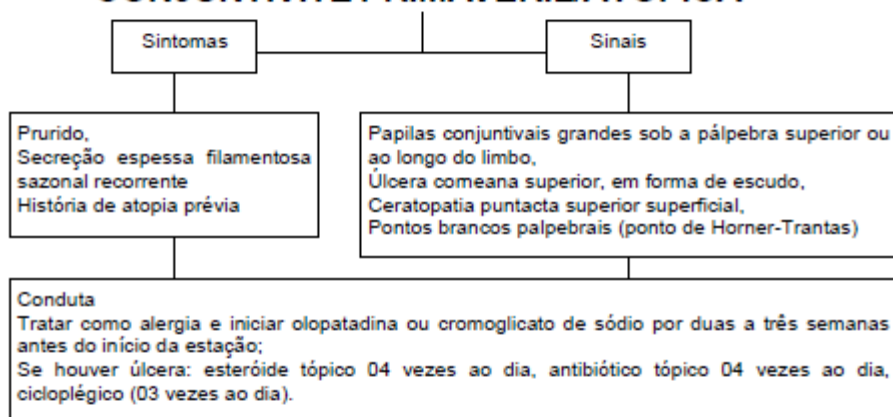 Sintomas
Sinais
Prurido,
Secreção espessa filamentosa
sazonal recorrente
História de atopia prévia
Papilas conjuntivais grandes sob a pálpebra superior ou
ao longo do limbo,
Úlcera corneana superior, em forma de escudo,
Ceratopatia puntacta superior superficial,
Pontos brancos palpebrais (ponto de Horner-Trantas)
Conduta
Tratar como alergia e iniciar olopatadina ou cromoglicato de sódio por duas a três semanas
antes do início da estação;
Se houver úlcera: esteróide tópico 04 vezes ao dia, antibiótico tópico 04 vezes ao dia,
cicloplégico (03 vezes ao dia).